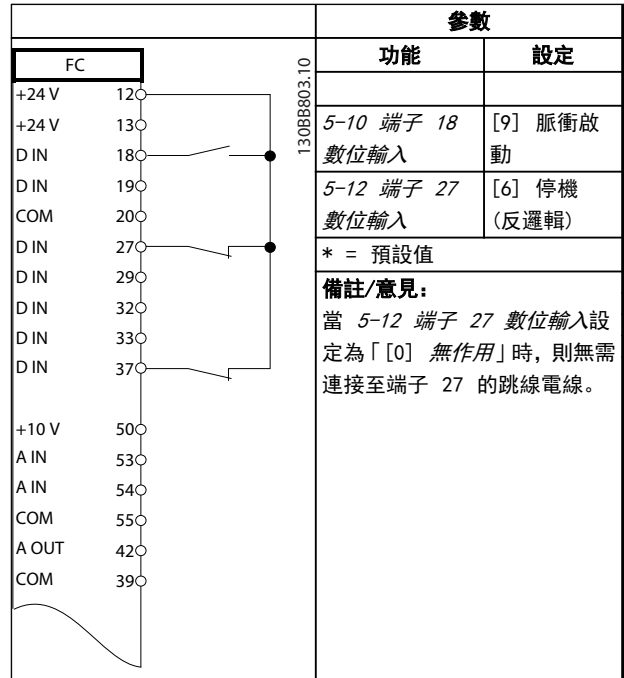 FC
+24 V 12
+24 V 13
D IN 18
D IN 19
COM 20
D IN 27
D IN 29
D IN 32
D IN 33
D IN 37
+10 V 50
A IN 53
A IN 54
COM 55
A OUT 42
COM 39
130BB803.10
參數
功能 設定
5-10 端子 18 [9] 脈衝啟
數位輸入 動
5-12 端子 27 [6] 停機
數位輸入 (反邏輯)
* = 預設值
備註/意見:
當 5-12 端子 27 數位輸入設
定為「[0] 無作用」時, 則無需
連接至端子 27 的跳線電線。